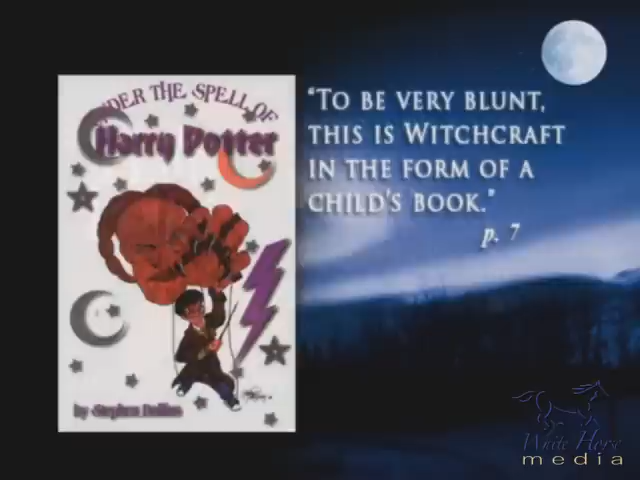 UNDER THE SPELL OF
Harry Potter
by Stephen Dollins
"TO BE VERY BLUNT,
THIS IS WITCHCRAFT
IN THE FORM OF A
CHILD'S BOOK."
p. 7
White Horse
media